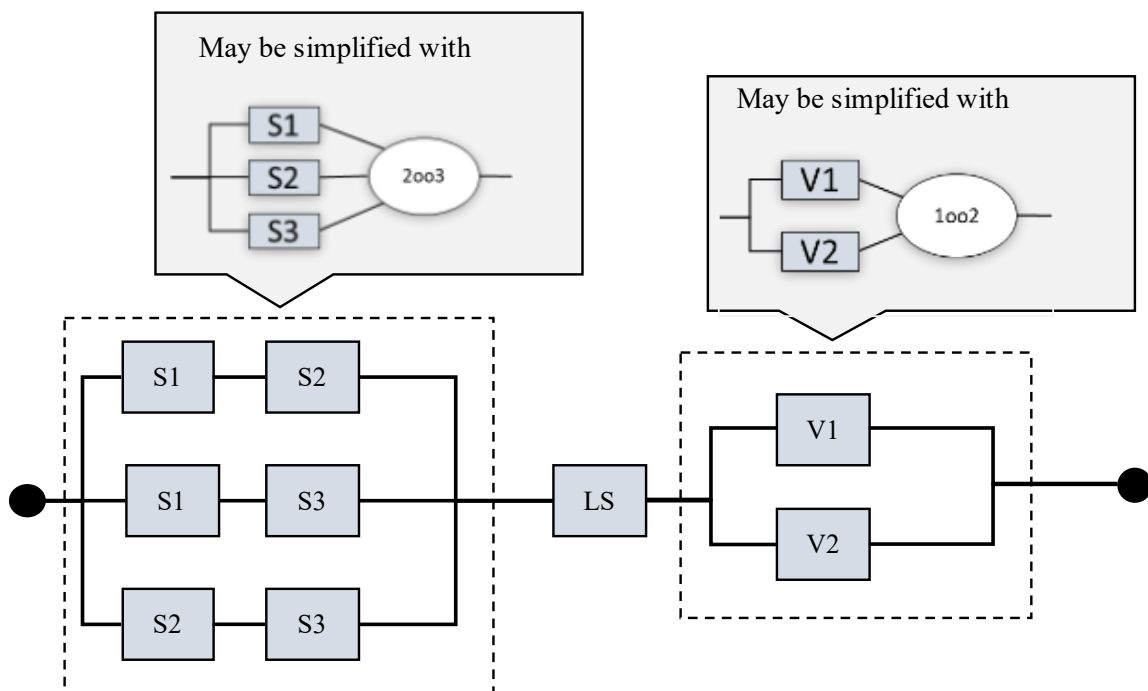 May be simplified with
S1
S2
S3
2oo3
May be simplified with
V1
V2
1oo2
S1
S2
S1
S3
S2
S3
LS
V1
V2